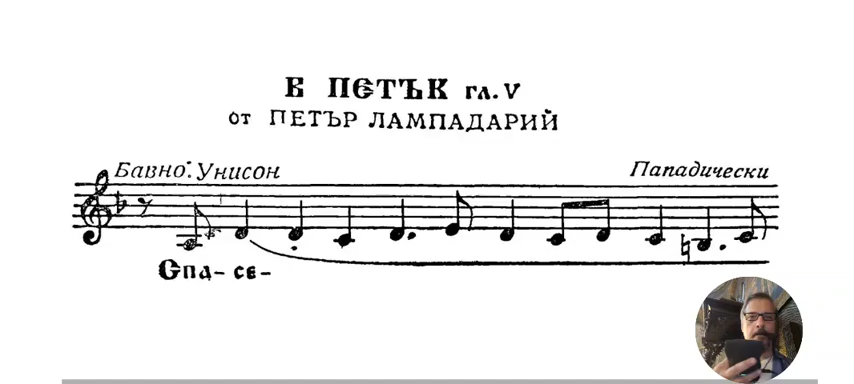 В ПЕТЪК гл. V
от ПЕТЪР ЛАМПАДАРИЙ
Бавно. Унисон Пападически
Спа- се-